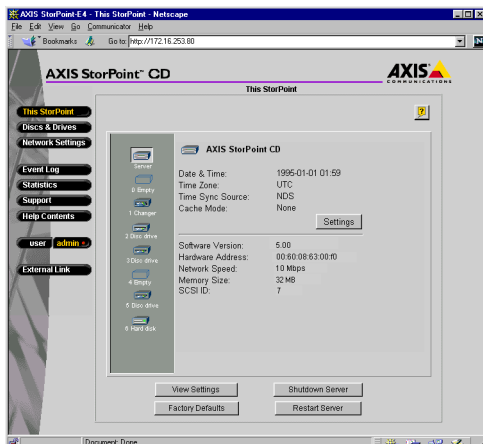 AXIS StorPoint-E4 - This StorPoint - Netscape
File Edit View Go Communicator Help
Bookmarks Go to: http://172.16.253.80
N
AXIS StorPoint™ CD
AXIS
COMMUNICATIONS
This StorPoint
This StorPoint
?
Discs & Drives
Network Settings
Event Log
Statistics
Support
Help Contents
user admin
External Link
Server
0 Empty
1 Changer
2 Disc drive
3 Disc drive
4 Empty
5 Disc drive
6 Hard disk
AXIS StorPoint CD
Date & Time: 1995-01-01 01:59
Time Zone: UTC
Time Sync Source: NDS
Cache Mode: None
Settings
Software Version: 5.00
Hardware Address: 00:60:08:63:00:f0
Network Speed: 10 Mbps
Memory Size: 32 MB
SCSI ID: 7
View Settings Shutdown Server
Factory Defaults Restart Server
Document: Done